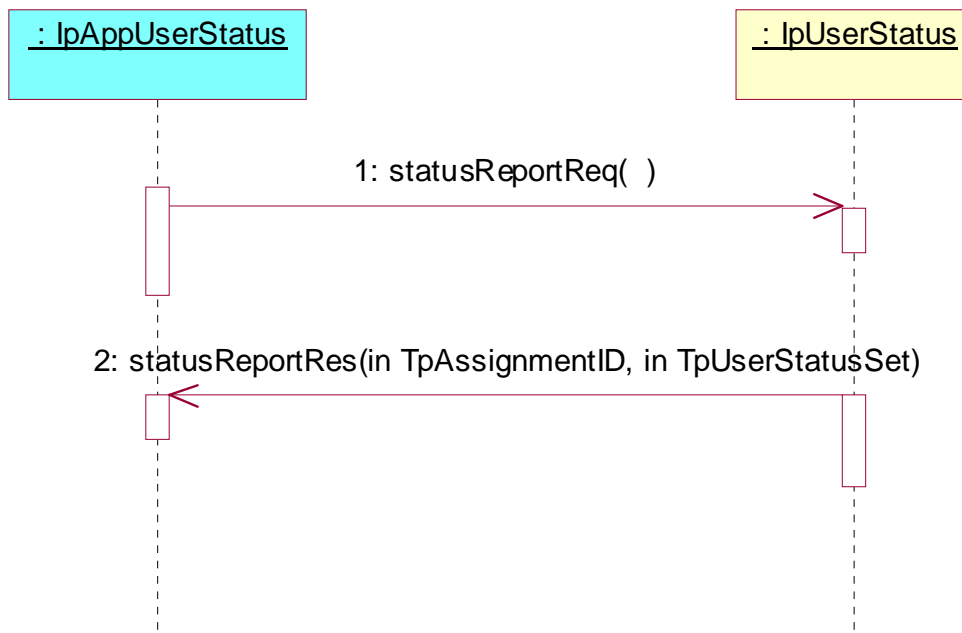 : IpAppUserStatus
: IpUserStatus
1: statusReportReq(  )
2: statusReportRes(in TpAssignmentID, in TpUserStatusSet)